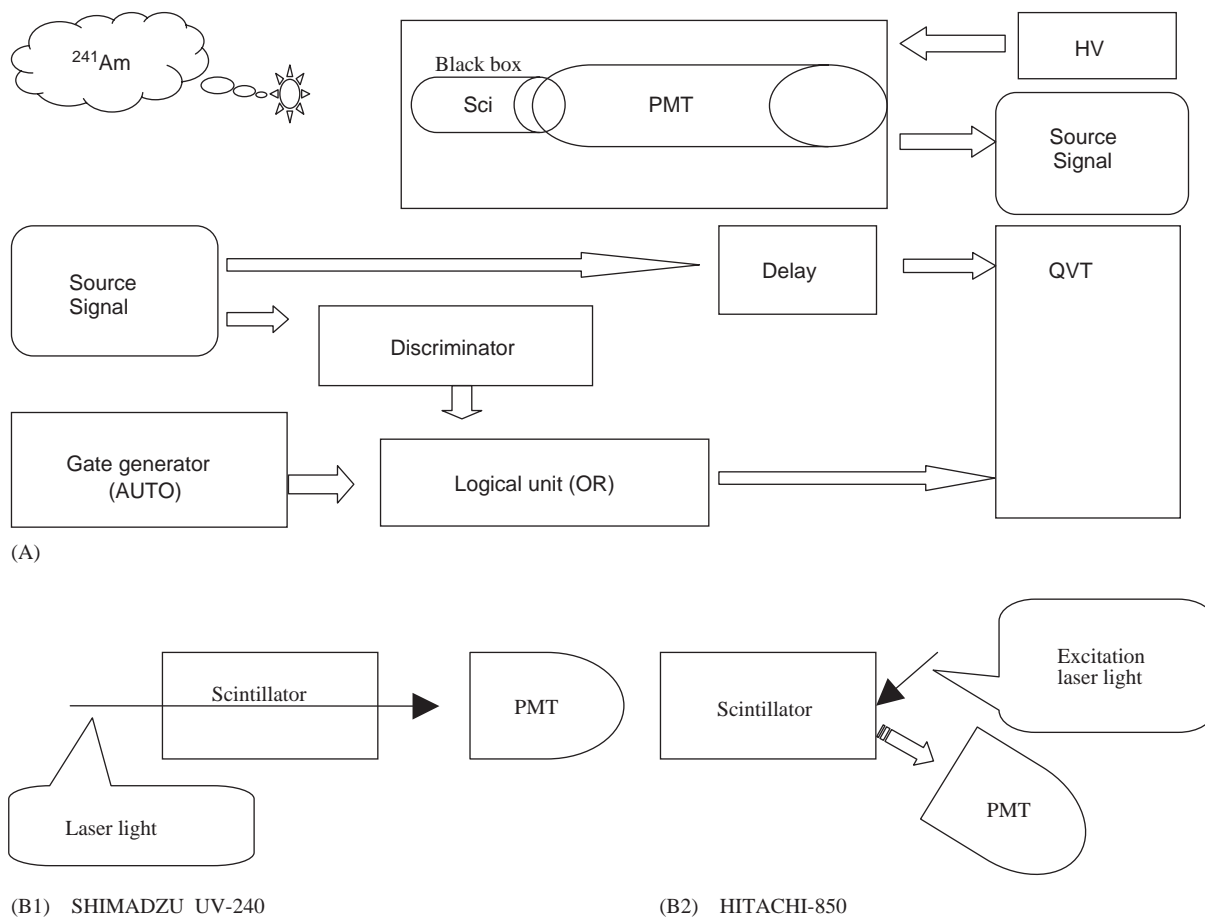 ²⁴¹Am
Black box
Sci
PMT
HV
Source
Signal
Source
Signal
Delay
QVT
Discriminator
Gate generator
(AUTO)
Logical unit (OR)
(A)
Scintillator
PMT
Laser light
Scintillator
Excitation
laser light
PMT
(B1) SHIMADZU UV-240
(B2) HITACHI-850